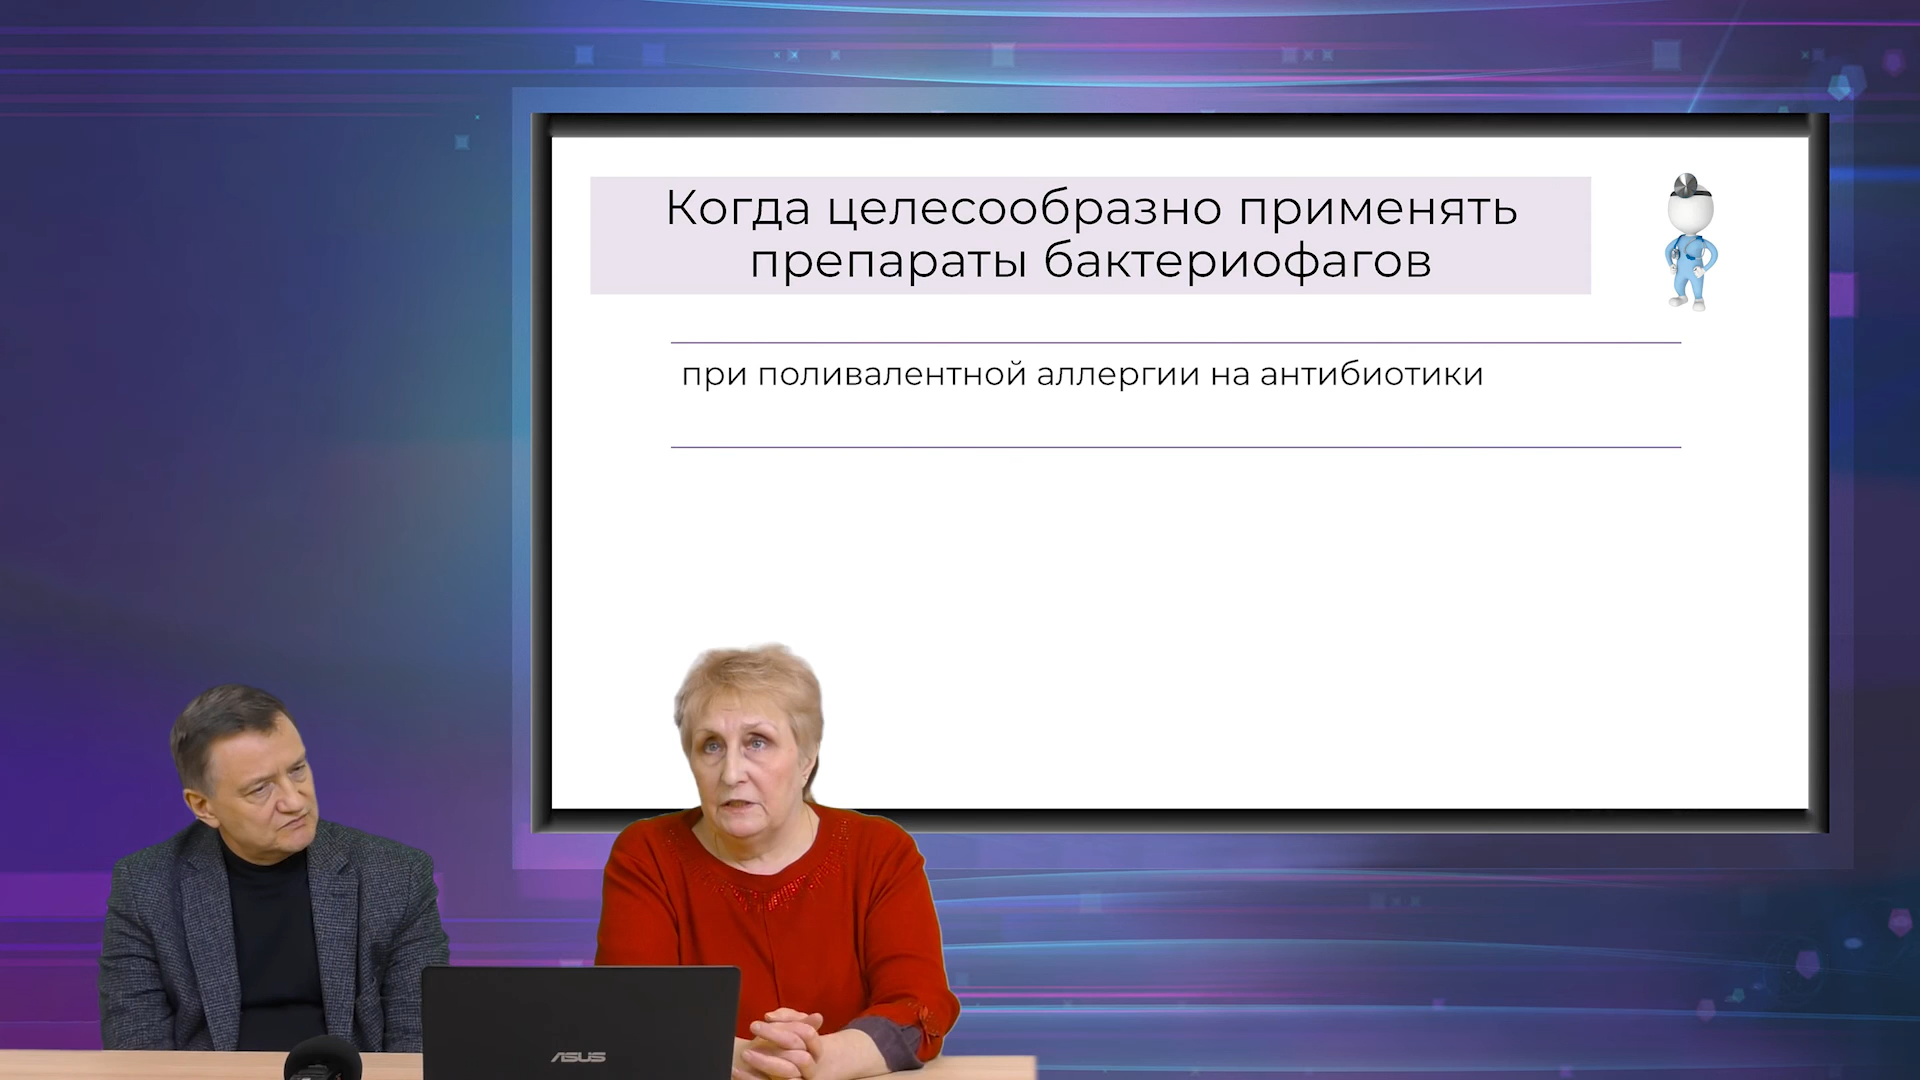 Когда целесообразно применять
препараты бактериофагов
при поливалентной аллергии на антибиотики
ASUS